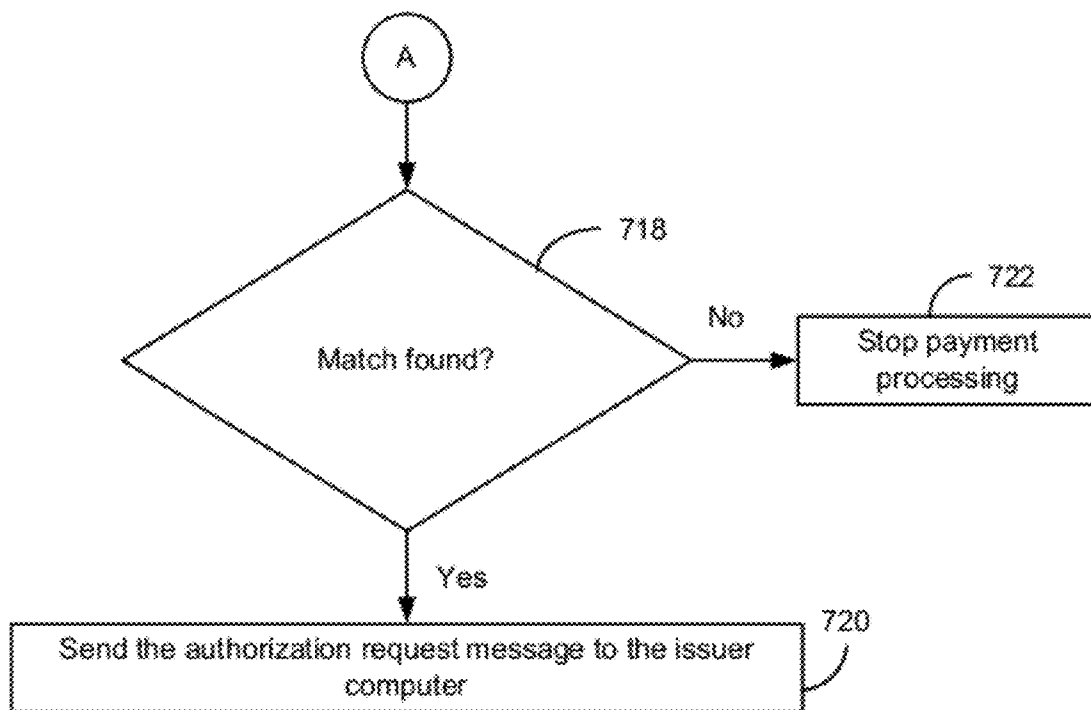 A
718
Match found?
No
722
Stop payment
processing
Yes
720
Send the authorization request message to the issuer
computer